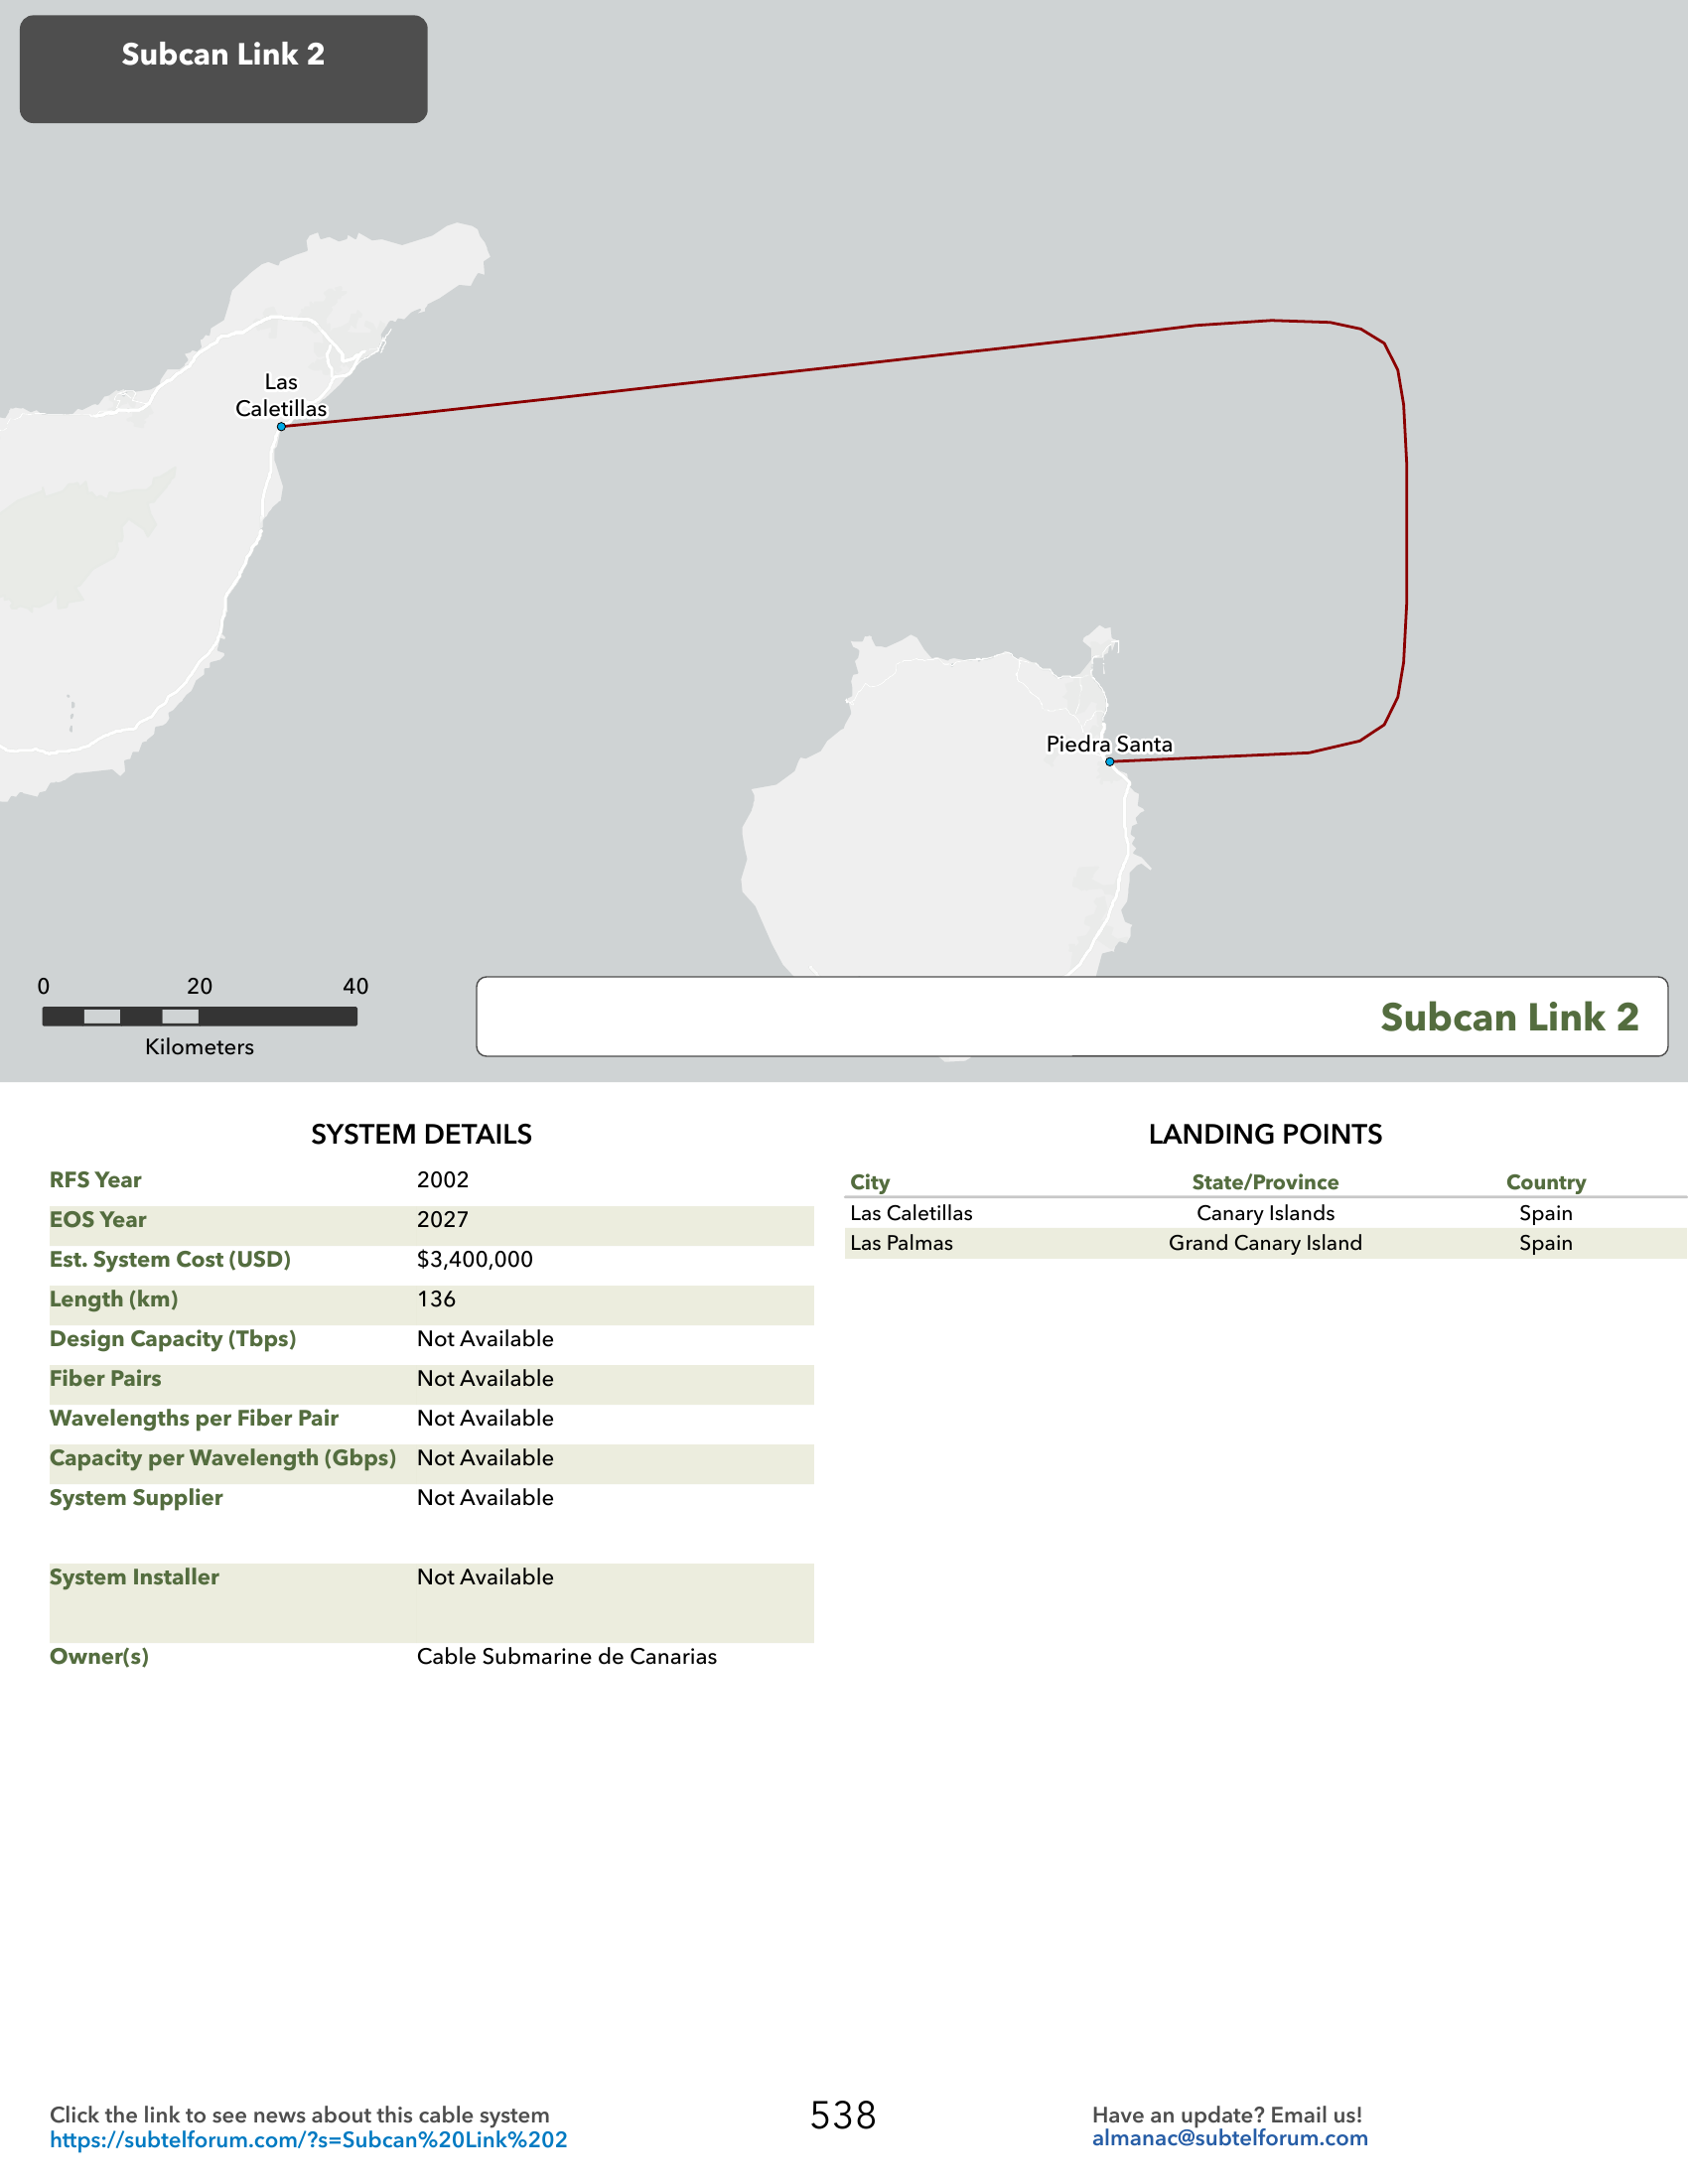 Subcan Link 2
Las
Caletillas
Piedra Santa
0 20 40
Kilometers
Subcan Link 2
SYSTEM DETAILS
RFS Year 2002
EOS Year 2027
Est. System Cost (USD) $3,400,000
Length (km) 136
Design Capacity (Tbps) Not Available
Fiber Pairs Not Available
Wavelengths per Fiber Pair Not Available
Capacity per Wavelength (Gbps) Not Available
System Supplier Not Available
System Installer Not Available
Owner(s) Cable Submarine de Canarias
LANDING POINTS
City State/Province Country
Las Caletillas Canary Islands Spain
Las Palmas Grand Canary Island Spain
Click the link to see news about this cable system
https://subtelforum.com/?s=Subcan%20Link%202
538
Have an update? Email us!
almanac@subtelforum.com